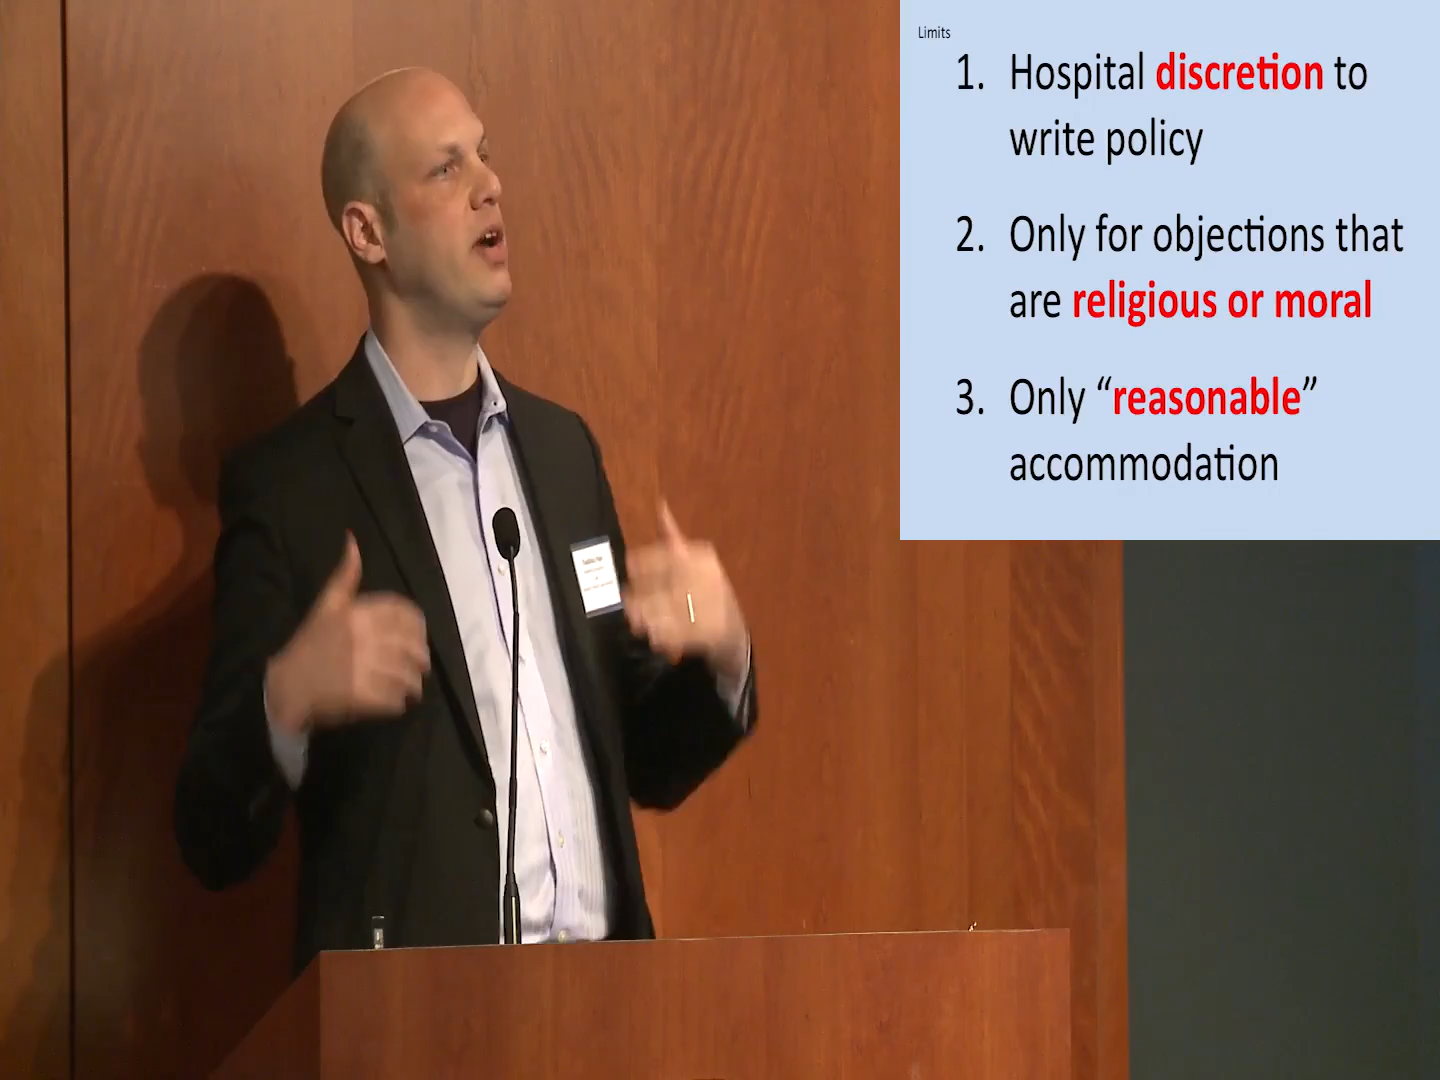 Limits
1. Hospital discretion to
write policy
2. Only for objections that
are religious or moral
3. Only “reasonable”
accommodation